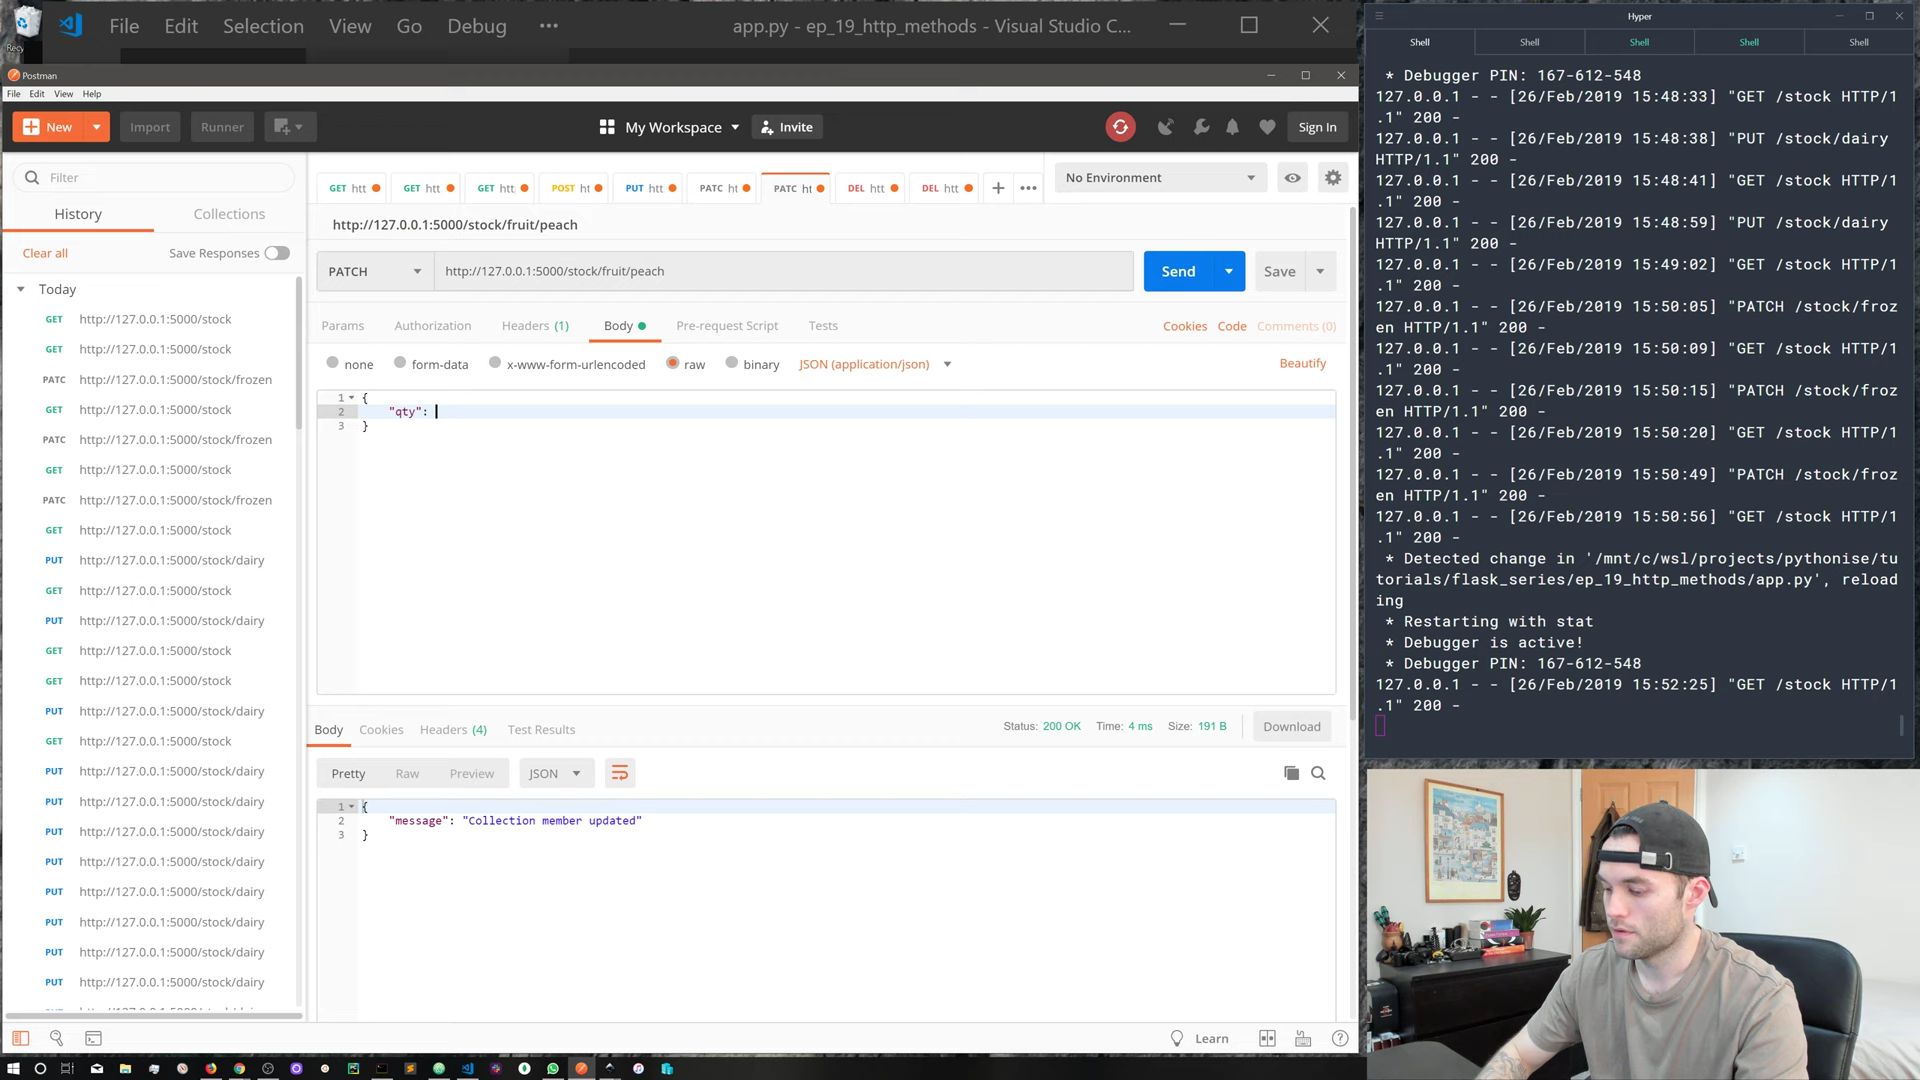 Recy
File Edit Selection View Go Debug ··· app.py - ep_19_http_methods - Visual Studio C...
Postman
File Edit View Help
New Import Runner My Workspace Invite Sign In
Filter
History Collections
Clear all Save Responses
Today
GET http://127.0.0.1:5000/stock
GET http://127.0.0.1:5000/stock
PATC http://127.0.0.1:5000/stock/frozen
GET http://127.0.0.1:5000/stock
PATC http://127.0.0.1:5000/stock/frozen
GET http://127.0.0.1:5000/stock
PATC http://127.0.0.1:5000/stock/frozen
GET http://127.0.0.1:5000/stock
PUT http://127.0.0.1:5000/stock/dairy
GET http://127.0.0.1:5000/stock
PUT http://127.0.0.1:5000/stock/dairy
GET http://127.0.0.1:5000/stock
GET http://127.0.0.1:5000/stock
PUT http://127.0.0.1:5000/stock/dairy
GET http://127.0.0.1:5000/stock
PUT http://127.0.0.1:5000/stock/dairy
PUT http://127.0.0.1:5000/stock/dairy
PUT http://127.0.0.1:5000/stock/dairy
PUT http://127.0.0.1:5000/stock/dairy
PUT http://127.0.0.1:5000/stock/dairy
PUT http://127.0.0.1:5000/stock/dairy
PUT http://127.0.0.1:5000/stock/dairy
PUT http://127.0.0.1:5000/stock/dairy
GET htt GET htt GET htt POST ht PUT htt PATC ht PATC ht DEL htt DEL htt + ···
No Environment
http://127.0.0.1:5000/stock/fruit/peach
PATCH http://127.0.0.1:5000/stock/fruit/peach Send Save
Params Authorization Headers (1) Body Pre-request Script Tests Cookies Code Comments (0)
none form-data x-www-form-urlencoded raw binary JSON (application/json) Beautify
1 {
2 "qty":
3 }
Body Cookies Headers (4) Test Results Status: 200 OK Time: 4 ms Size: 191 B Download
Pretty Raw Preview JSON
1 {
2 "message": "Collection member updated"
3 }
Learn
Hyper
Shell Shell Shell Shell Shell
* Debugger PIN: 167-612-548
127.0.0.1 - - [26/Feb/2019 15:48:33] "GET /stock HTTP/1
.1" 200 -
127.0.0.1 - - [26/Feb/2019 15:48:38] "PUT /stock/dairy
HTTP/1.1" 200 -
127.0.0.1 - - [26/Feb/2019 15:48:41] "GET /stock HTTP/1
.1" 200 -
127.0.0.1 - - [26/Feb/2019 15:48:59] "PUT /stock/dairy
HTTP/1.1" 200 -
127.0.0.1 - - [26/Feb/2019 15:49:02] "GET /stock HTTP/1
.1" 200 -
127.0.0.1 - - [26/Feb/2019 15:50:05] "PATCH /stock/froz
en HTTP/1.1" 200 -
127.0.0.1 - - [26/Feb/2019 15:50:09] "GET /stock HTTP/1
.1" 200 -
127.0.0.1 - - [26/Feb/2019 15:50:15] "PATCH /stock/froz
en HTTP/1.1" 200 -
127.0.0.1 - - [26/Feb/2019 15:50:20] "GET /stock HTTP/1
.1" 200 -
127.0.0.1 - - [26/Feb/2019 15:50:49] "PATCH /stock/froz
en HTTP/1.1" 200 -
127.0.0.1 - - [26/Feb/2019 15:50:56] "GET /stock HTTP/1
.1" 200 -
* Detected change in '/mnt/c/wsl/projects/pythonise/tu
torials/flask_series/ep_19_http_methods/app.py', reload
ing
* Restarting with stat
* Debugger is active!
* Debugger PIN: 167-612-548
127.0.0.1 - - [26/Feb/2019 15:52:25] "GET /stock HTTP/1
.1" 200 -